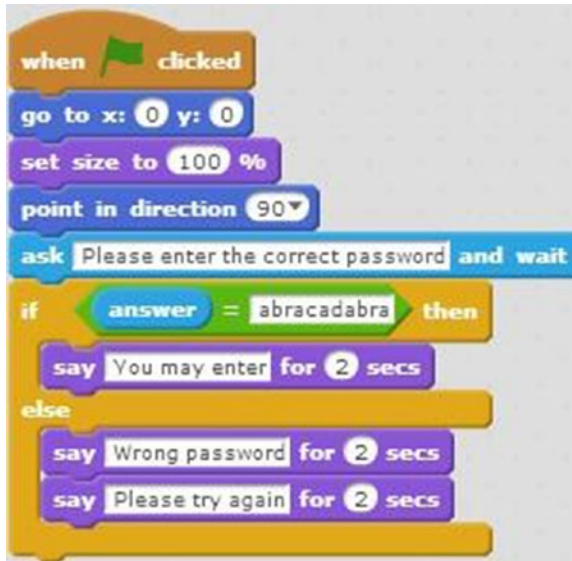 when clicked
go to x: 0 y: 0
set size to 100 %
point in direction 90
ask Please enter the correct password and wait
if answer = abracadabra then
say You may enter for 2 secs
else
say Wrong password for 2 secs
say Please try again for 2 secs